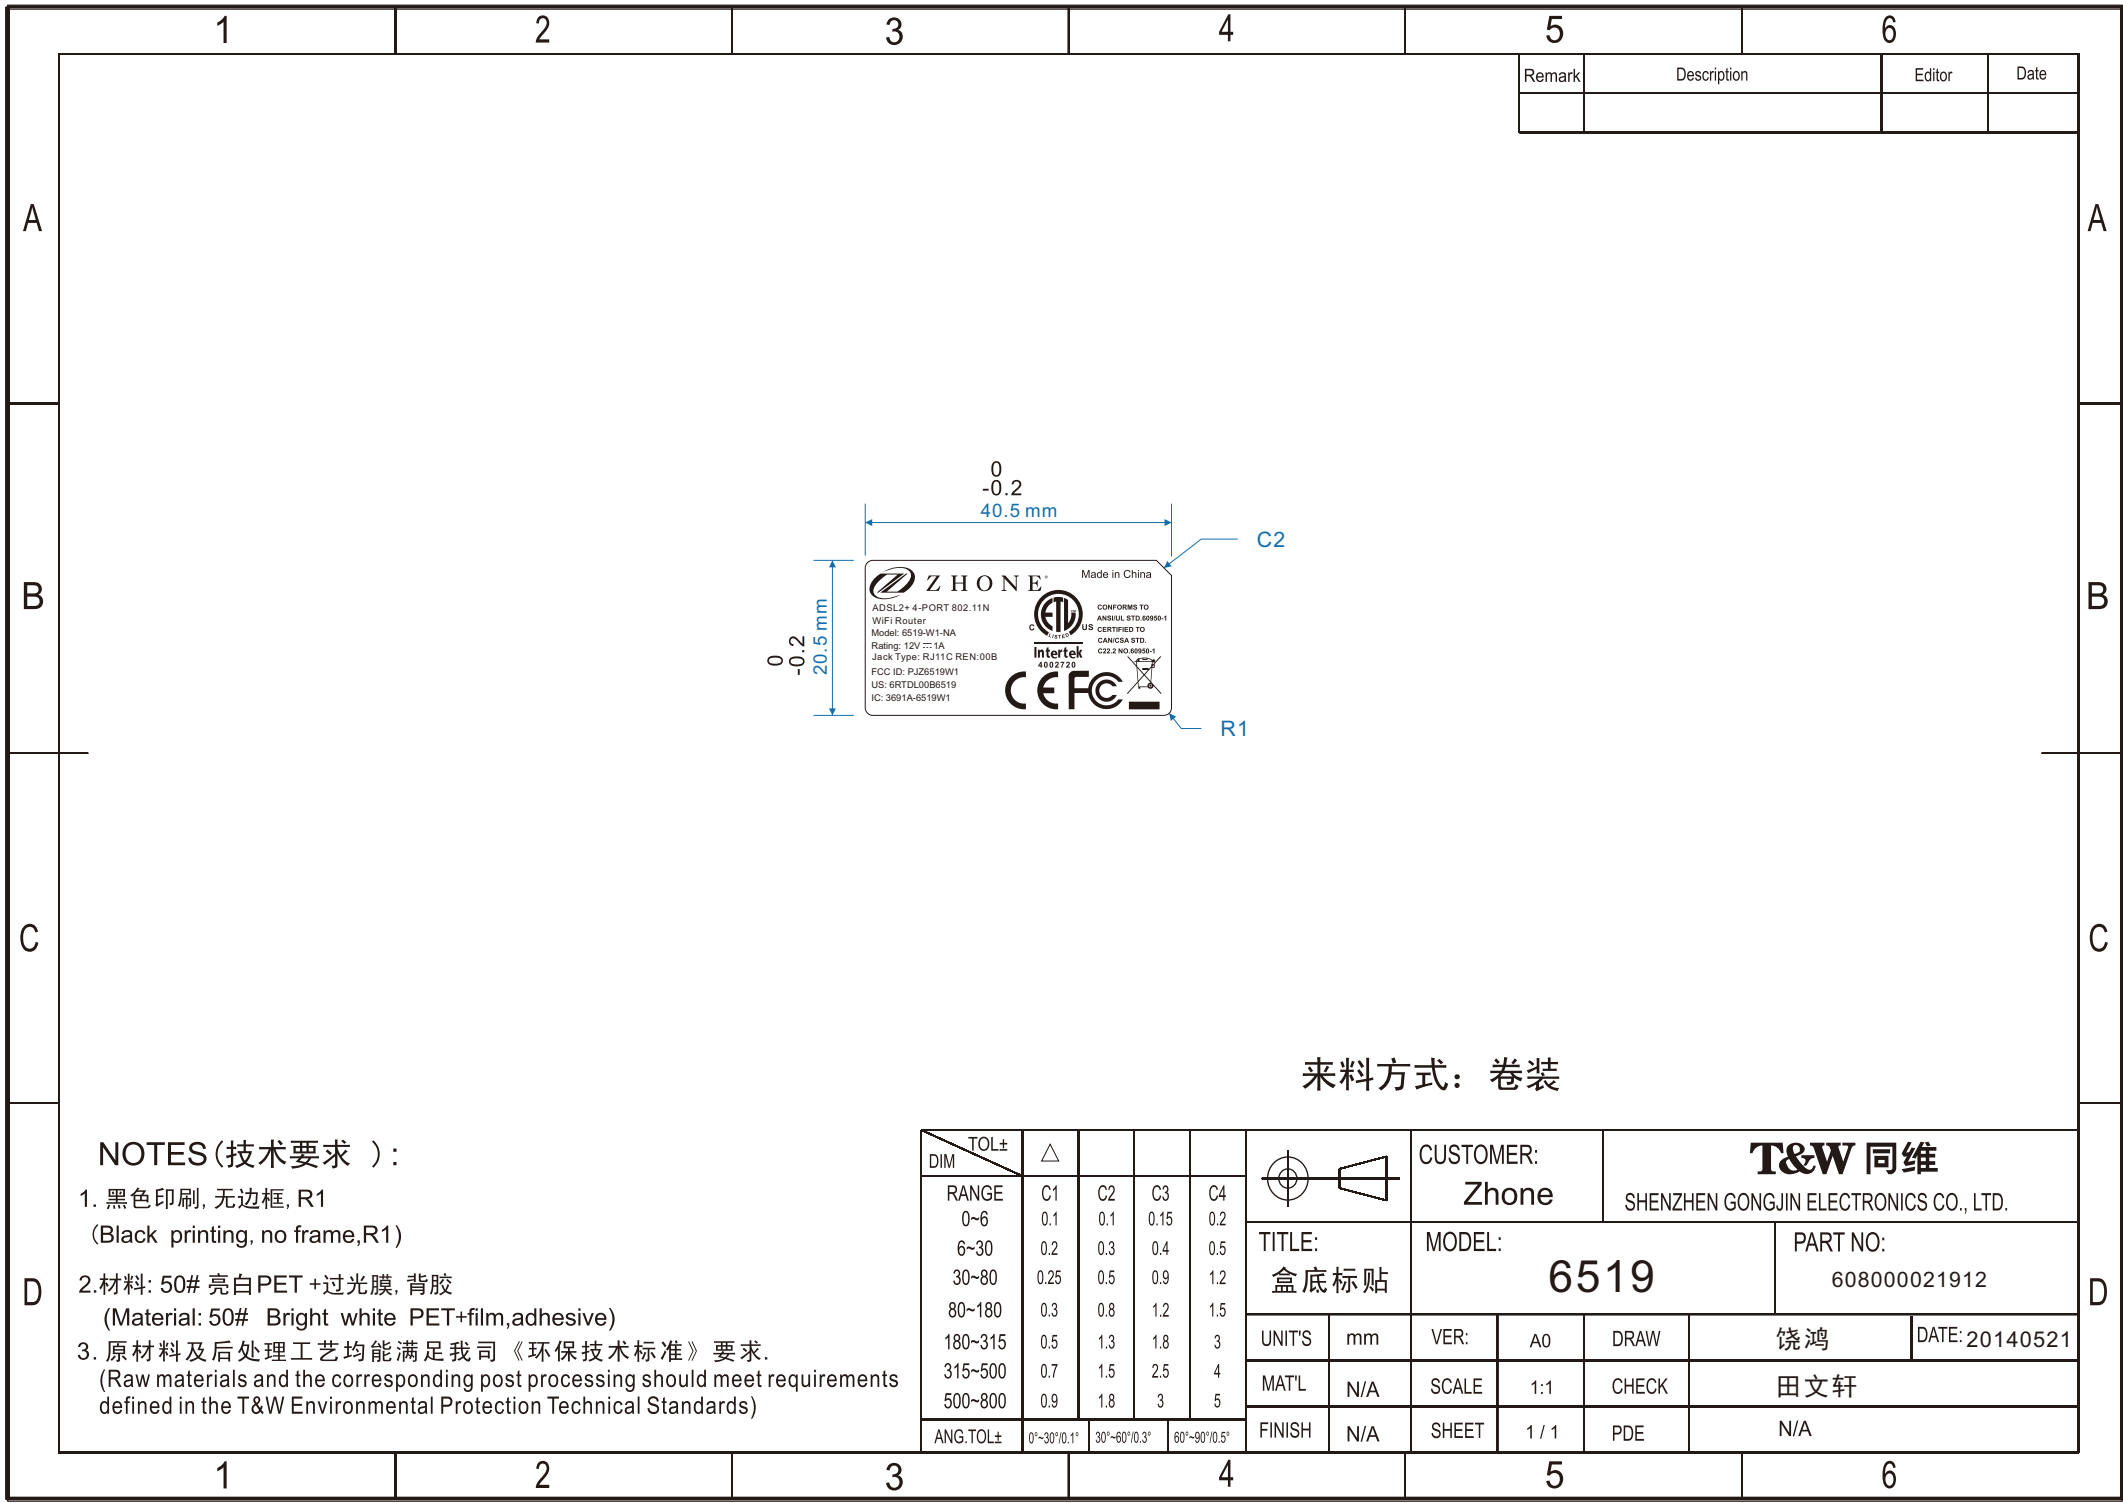 1 2 3 4 5 6
Remark Description Editor Date
A A
B B
C C
D D
0
-0.2
40.5 mm
C2
0
-0.2
20.5 mm
R1
ZHONE®
Made in China
ADSL2+ 4-PORT 802.11N
WiFi Router
Model: 6519-W1-NA
Rating: 12V ⎓ 1A
Jack Type: RJ11C REN:00B
FCC ID: PJZ6519W1
US: 6RTDL00B6519
IC: 3691A-6519W1
ETL
LISTED
C US
Intertek
4002720
CONFORMS TO
ANSI/UL STD.60950-1
CERTIFIED TO
CAN/CSA STD.
C22.2 NO.60950-1
CE FC
来料方式：卷装
NOTES(技术要求 ):
1. 黑色印刷, 无边框, R1
(Black printing, no frame,R1)
2.材料: 50# 亮白PET +过光膜, 背胶
(Material: 50# Bright white PET+film,adhesive)
3. 原材料及后处理工艺均能满足我司《环保技术标准》要求.
(Raw materials and the corresponding post processing should meet requirements
defined in the T&W Environmental Protection Technical Standards)
TOL±
DIM △
RANGE C1 C2 C3 C4
0~6 0.1 0.1 0.15 0.2
6~30 0.2 0.3 0.4 0.5
30~80 0.25 0.5 0.9 1.2
80~180 0.3 0.8 1.2 1.5
180~315 0.5 1.3 1.8 3
315~500 0.7 1.5 2.5 4
500~800 0.9 1.8 3 5
ANG.TOL± 0°~30°/0.1° 30°~60°/0.3° 60°~90°/0.5°
CUSTOMER:
Zhone
T&W 同维
SHENZHEN GONGJIN ELECTRONICS CO., LTD.
TITLE:
盒底标贴
MODEL:
6519
PART NO:
608000021912
UNIT'S mm VER: A0 DRAW 饶鸿 DATE: 20140521
MAT'L N/A SCALE 1:1 CHECK 田文轩
FINISH N/A SHEET 1 / 1 PDE N/A
1 2 3 4 5 6